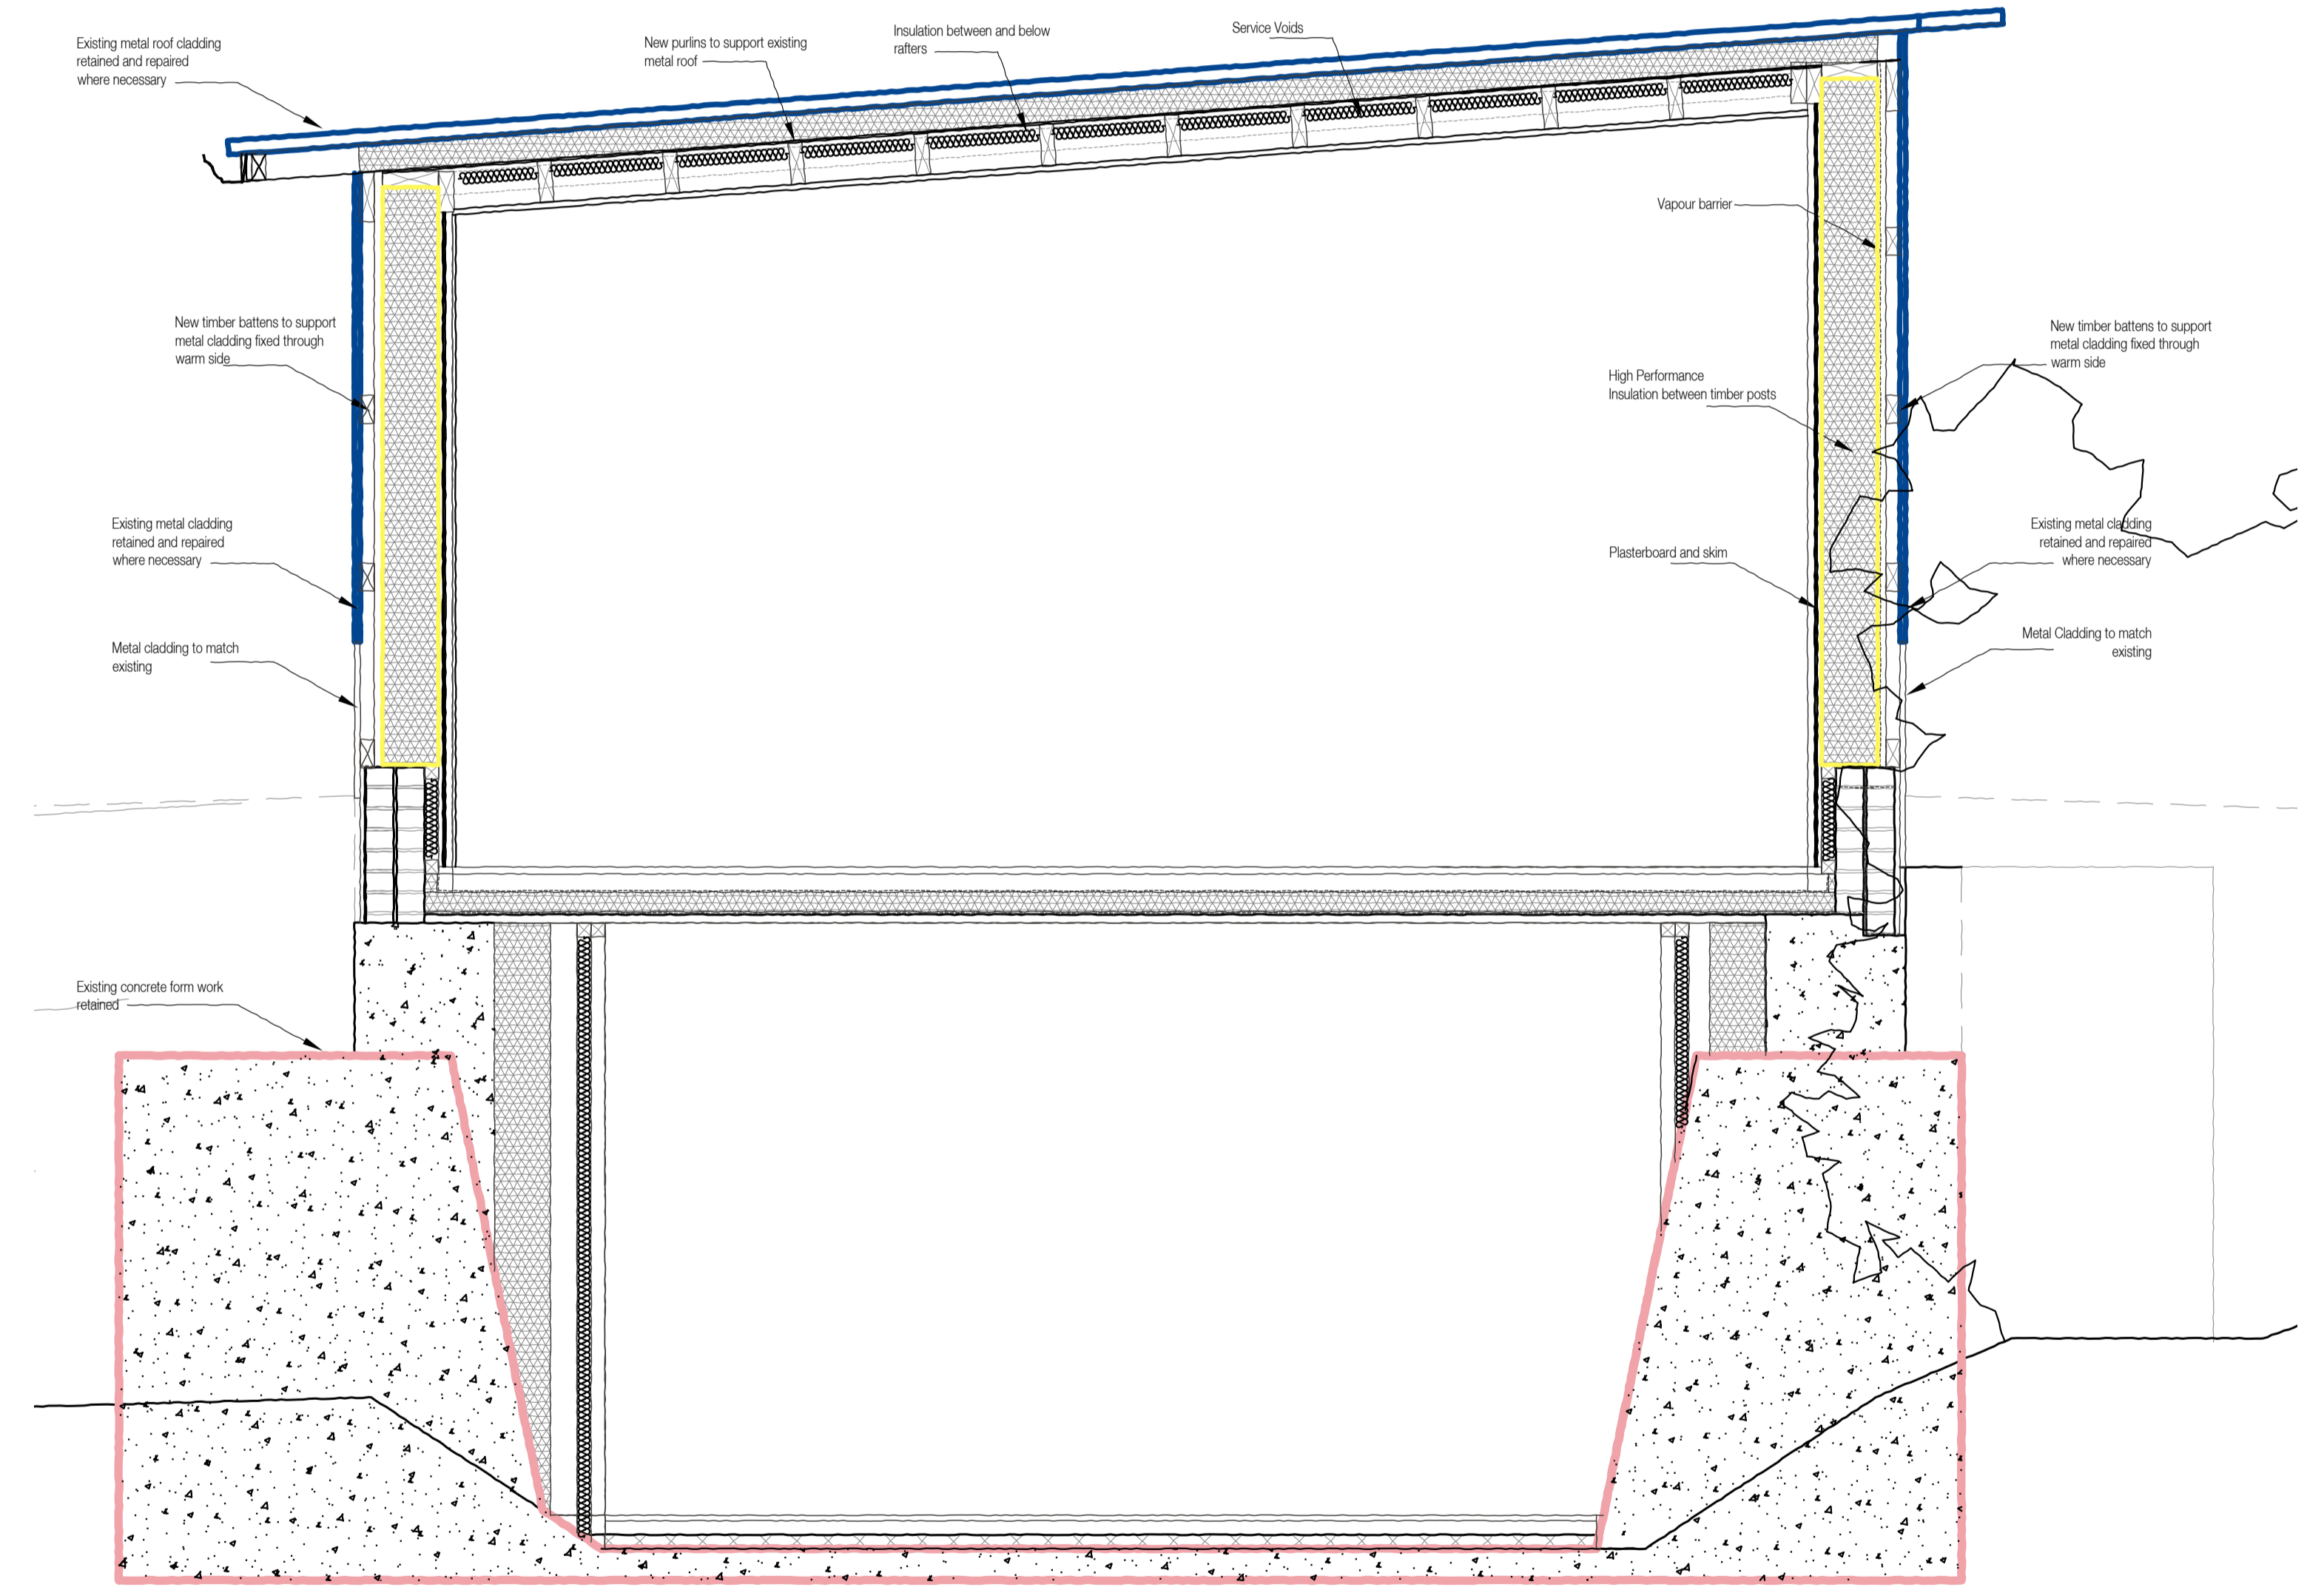 Existing metal roof cladding
retained and repaired
where necessary
New purlins to support existing
metal roof
Insulation between and below
rafters
Service Voids
Vapour barrier
New timber battens to support
metal cladding fixed through
warm side
New timber battens to support
metal cladding fixed through
warm side
High Performance
Insulation between timber posts
Existing metal cladding
retained and repaired
where necessary
Plasterboard and skim
Existing metal cladding
retained and repaired
where necessary
Metal cladding to match
existing
Metal Cladding to match
existing
Existing concrete form work
retained